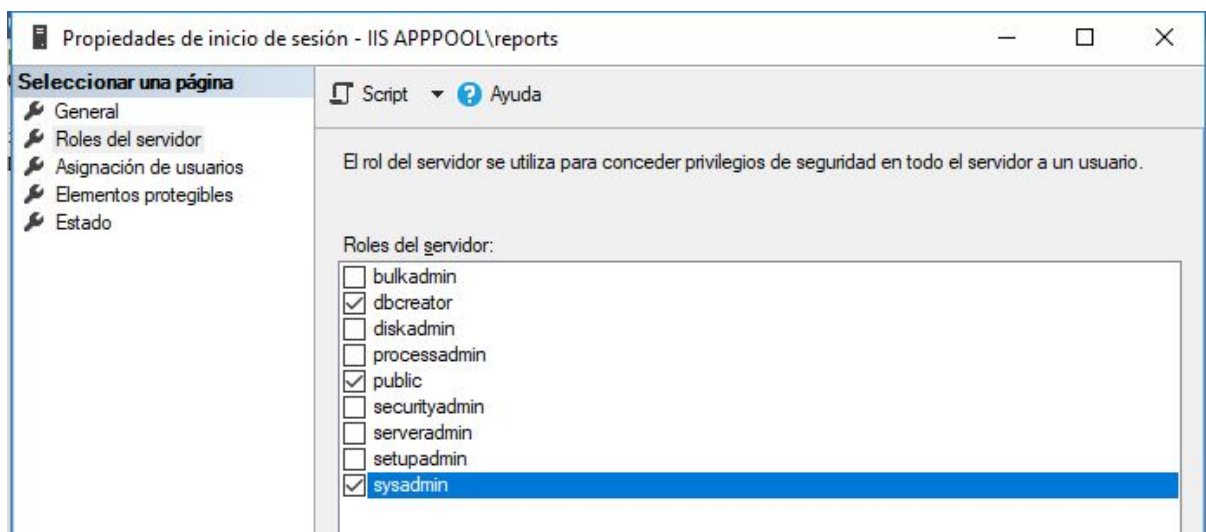 Propiedades de inicio de sesión - IIS APPPOOL\reports
Seleccionar una página
General
Roles del servidor
Asignación de usuarios
Elementos protegibles
Estado
Script
Ayuda
El rol del servidor se utiliza para conceder privilegios de seguridad en todo el servidor a un usuario.
Roles del servidor:
bulkadmin
dbcreator
diskadmin
processadmin
public
securityadmin
serveradmin
setupadmin
sysadmin